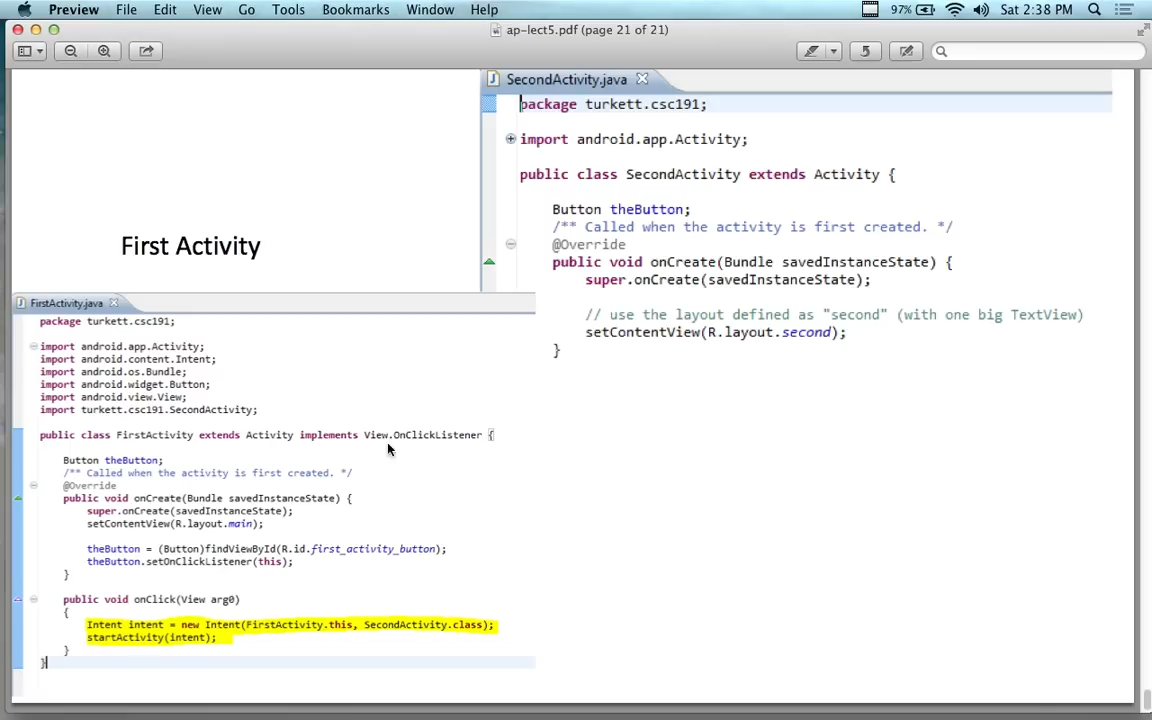 Preview File Edit View Go Tools Bookmarks Window Help 97% Sat 2:38 PM
ap-lect5.pdf (page 21 of 21)
5
SecondActivity.java
package turkett.csc191;
import android.app.Activity;
public class SecondActivity extends Activity {
Button theButton;
/** Called when the activity is first created. */
@Override
public void onCreate(Bundle savedInstanceState) {
super.onCreate(savedInstanceState);
// use the layout defined as "second" (with one big TextView)
setContentView(R.layout.second);
}
First Activity
FirstActivity.java
package turkett.csc191;
import android.app.Activity;
import android.content.Intent;
import android.os.Bundle;
import android.widget.Button;
import android.view.View;
import turkett.csc191.SecondActivity;
public class FirstActivity extends Activity implements View.OnClickListener {
Button theButton;
/** Called when the activity is first created. */
@Override
public void onCreate(Bundle savedInstanceState) {
super.onCreate(savedInstanceState);
setContentView(R.layout.main);
theButton = (Button)findViewById(R.id.first_activity_button);
theButton.setOnClickListener(this);
}
public void onClick(View arg0)
{
Intent intent = new Intent(FirstActivity.this, SecondActivity.class);
startActivity(intent);
}
}